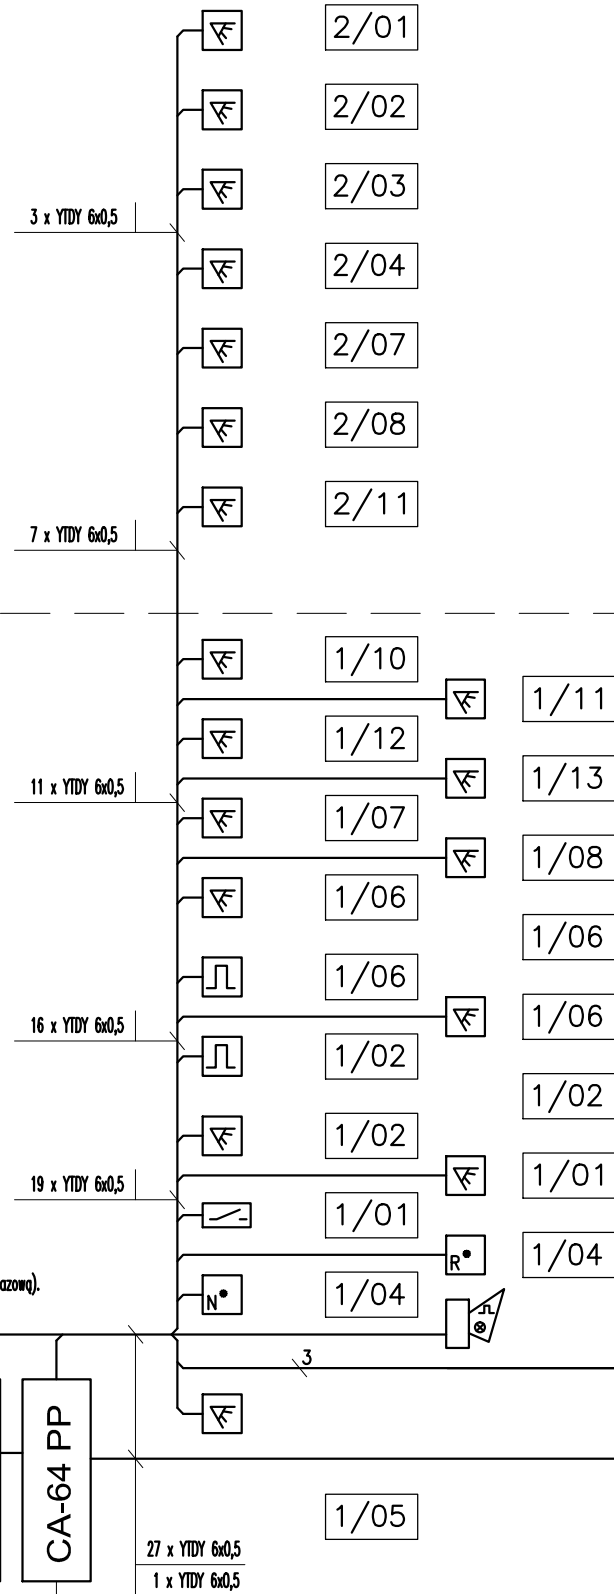 2/01
2/02
2/03
3 x YTDY 6x0,5
2/04
2/07
2/08
2/11
7 x YTDY 6x0,5
1/10
1/11
1/12
1/13
11 x YTDY 6x0,5
1/07
1/08
1/06
1/06
1/06
1/06
16 x YTDY 6x0,5
1/02
1/02
1/02
1/01
19 x YTDY 6x0,5
1/01
R
1/04
azową).
N
1/04
3
CA-64 PP
1/05
27 x YTDY 6x0,5
1 x YTDY 6x0,5